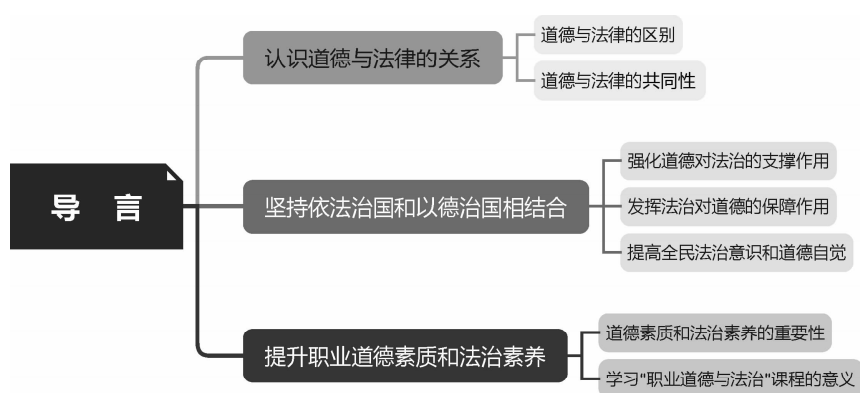 导 言
认识道德与法律的关系
道德与法律的区别
道德与法律的共同性
坚持依法治国和以德治国相结合
强化道德对法治的支撑作用
发挥法治对道德的保障作用
提高全民法治意识和道德自觉
提升职业道德素质和法治素养
道德素质和法治素养的重要性
学习“职业道德与法治”课程的意义